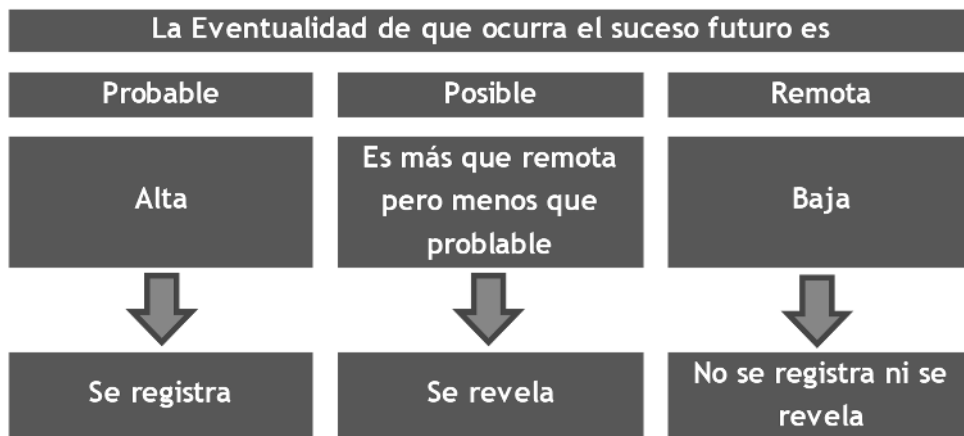 La Eventualidad de que ocurra el suceso futuro es
Probable
Posible
Remota
Alta
Es más que remota
pero menos que
problable
Baja
Se registra
Se revela
No se registra ni se
revela